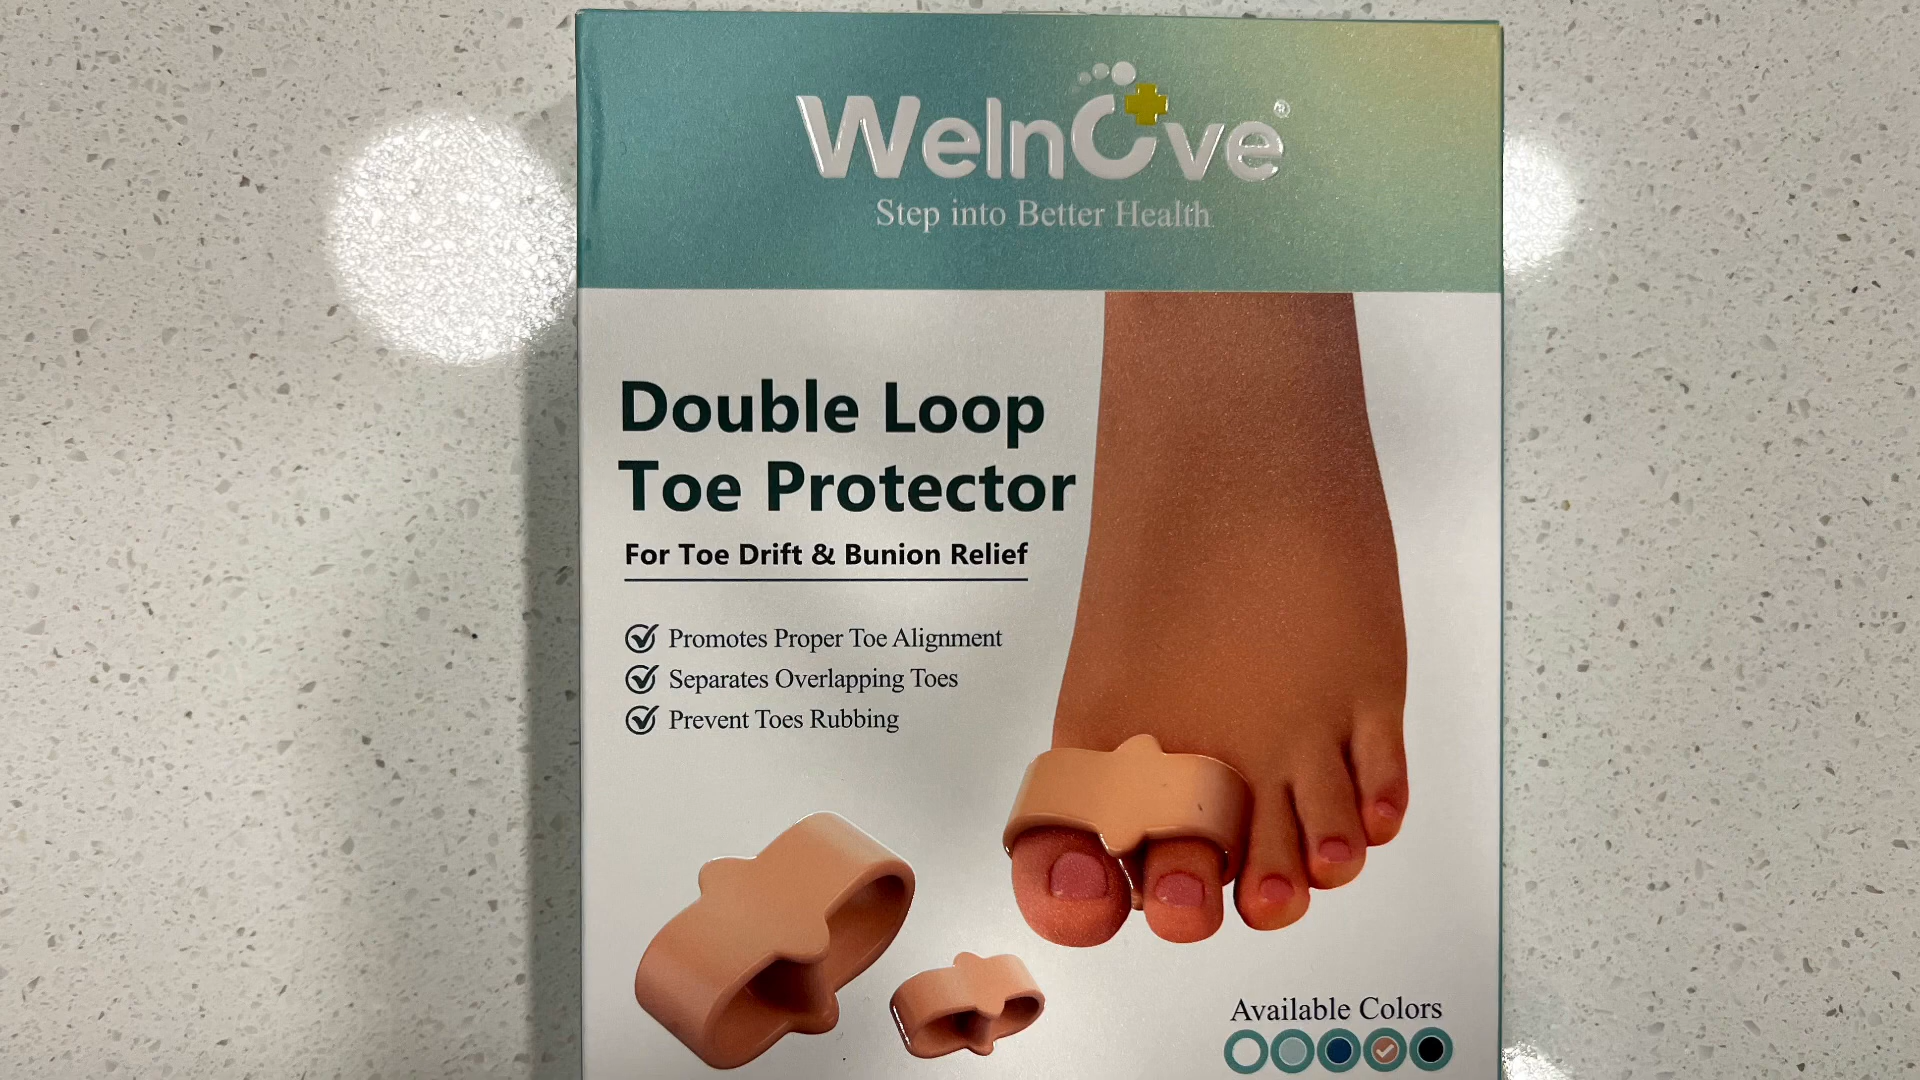 Welnove®
Step into Better Health
Double Loop
Toe Protector
For Toe Drift & Bunion Relief
Promotes Proper Toe Alignment
Separates Overlapping Toes
Prevent Toes Rubbing
Available Colors